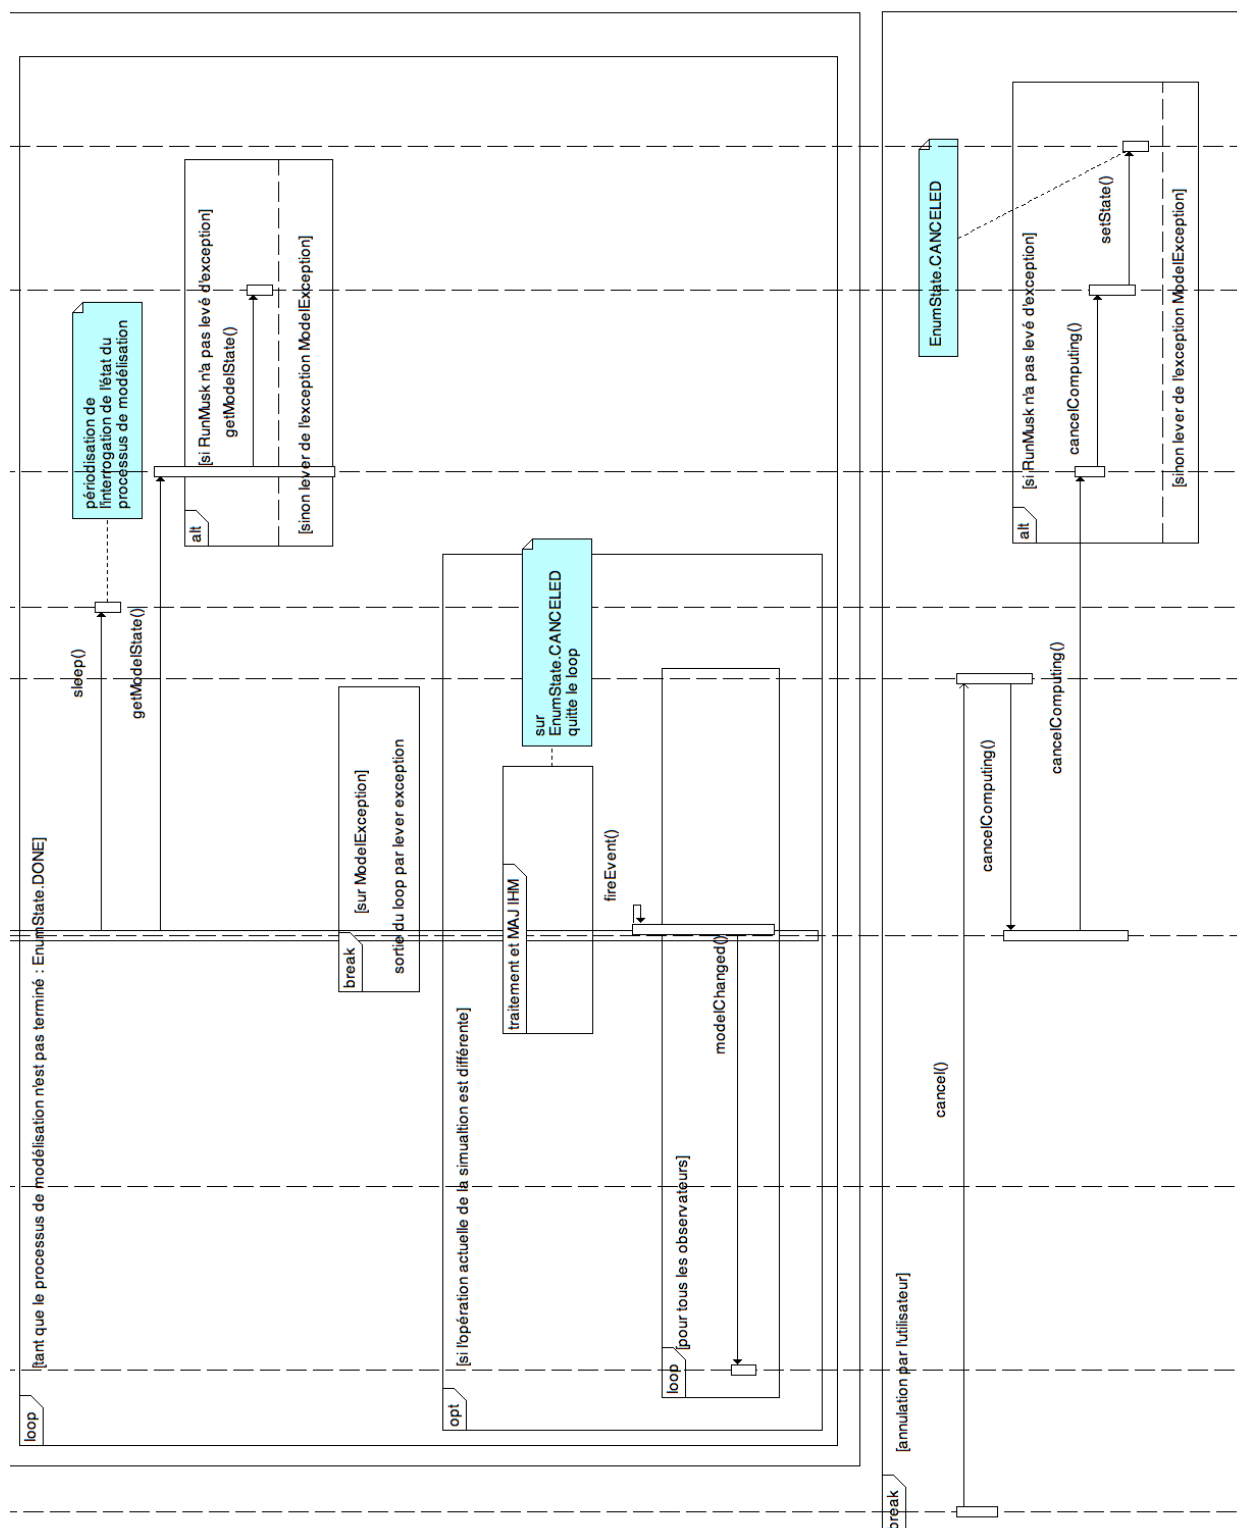 loop
[tant que le processus de modélisation n'est pas terminé : EnumState.DONE]
sleep()
périodisation de
l'interrogation de l'état du
processus de modélisation
getModelState()
alt
[si RunMusk n'a pas levé d'exception]
getModelState()
[sinon lever de l'exception ModelException]
break
[sur ModelException]
sortie du loop par lever exception
opt
[si l'opération actuelle de la simualtion est différente]
traitement et MAJ IHM
sur
EnumState.CANCELED
quitte le loop
fireEvent()
loop
[pour tous les observateurs]
modelChanged()
break
[annulation par l'utilisateur]
cancel()
cancelComputing()
cancelComputing()
alt
[si RunMusk n'a pas levé d'exception]
cancelComputing()
setState()
EnumState.CANCELED
[sinon lever de l'exception ModelException]